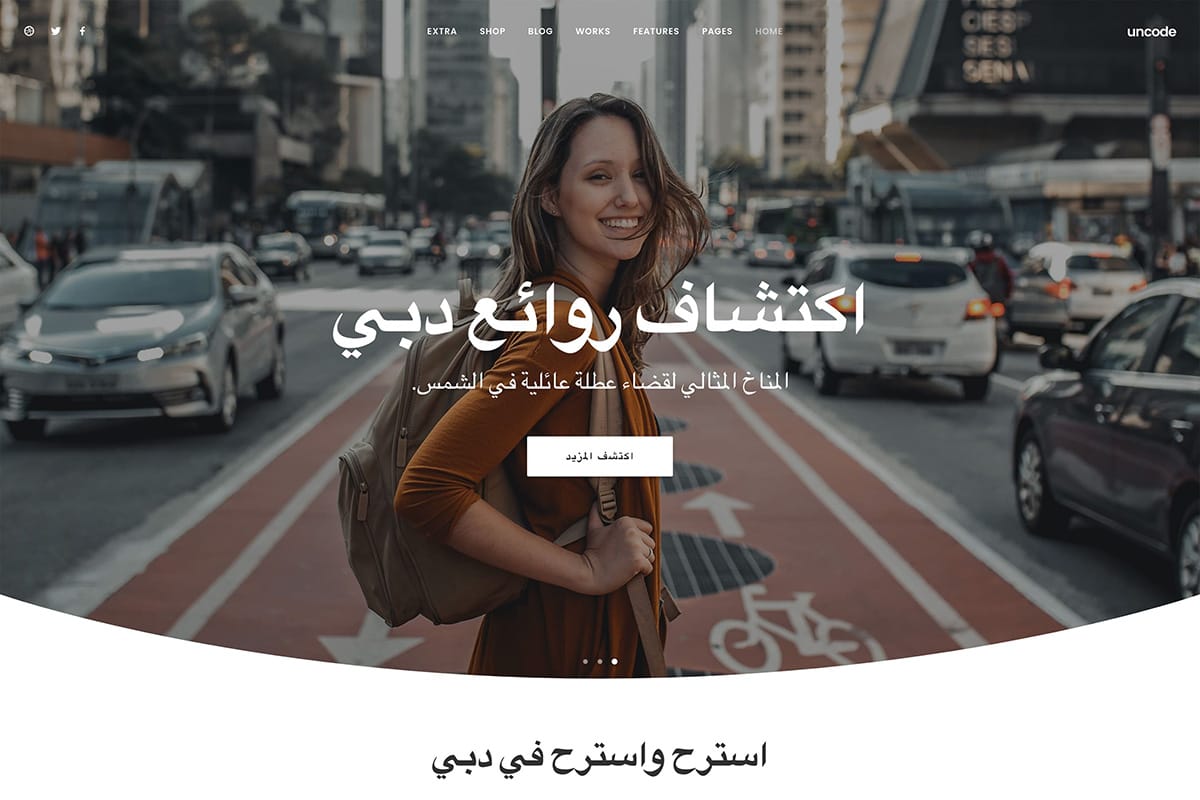 uncode
HOME PAGES FEATURES WORKS BLOG SHOP EXTRA
اكتشاف روائع دبي
المناخ المثالي لقضاء عطلة عائلية في الشمس.
اكتشف المزيد
استرح واسترح في دبي